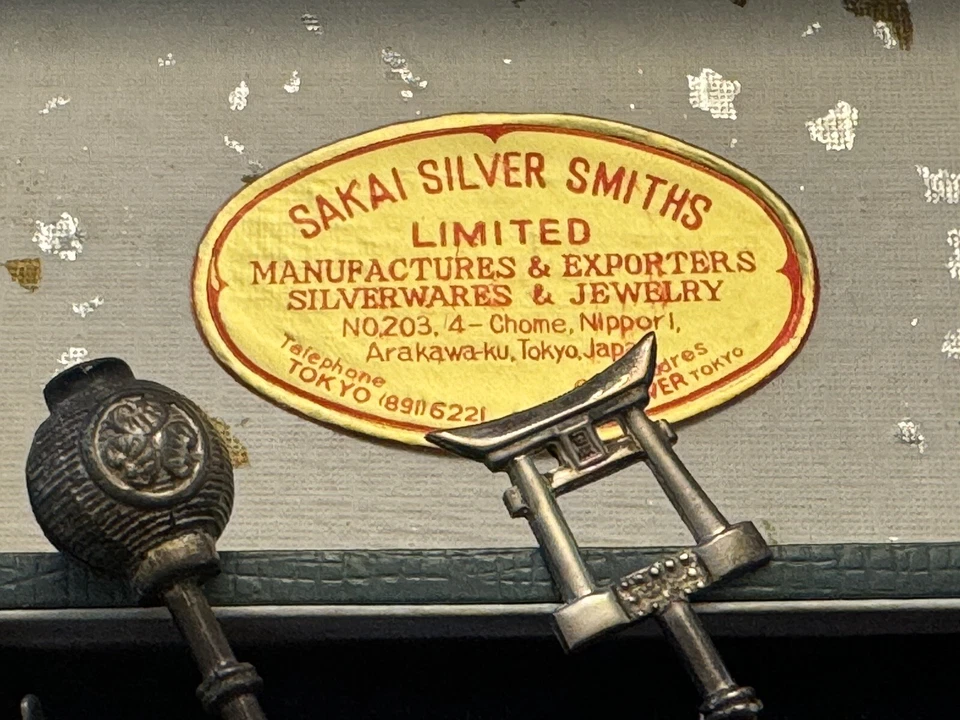 SAKAI SILVER SMITHS
LIMITED
MANUFACTURES & EXPORTERS
SILVERWARES & JEWELRY
NO.203, 4-Chome, Nippori,
Arakawa-ku, Tokyo,
Telephone
TOKYO (891) 6221
TOKYO